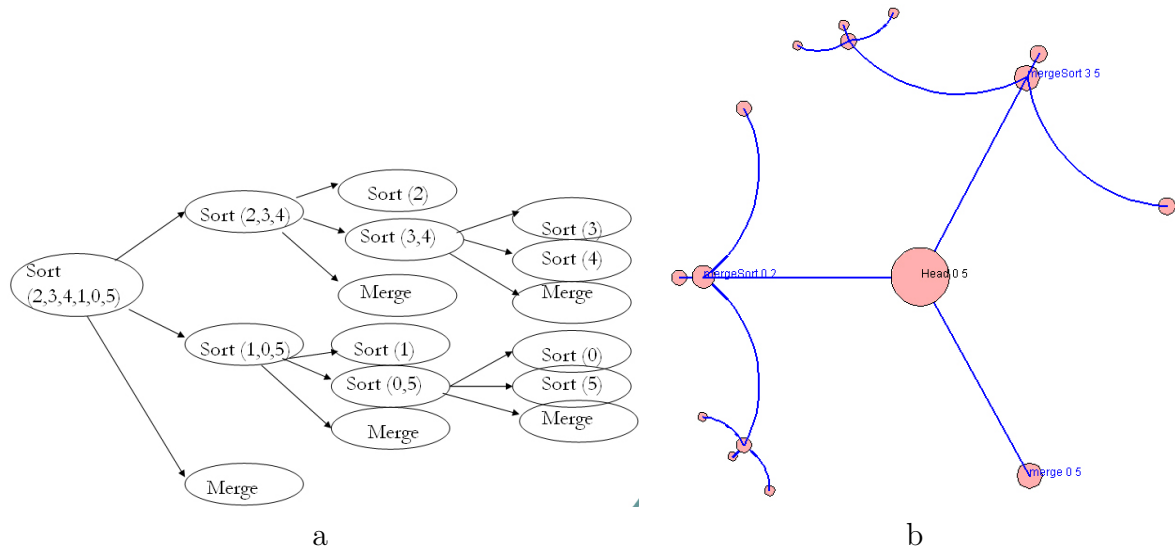 Sort
(2,3,4,1,0,5)
Sort (2,3,4)
Sort (2)
Sort (3,4)
Merge
Sort (3)
Sort (4)
Merge
Sort (1,0,5)
Sort (1)
Sort (0,5)
Merge
Sort (0)
Sort (5)
Merge
Merge
a
mergeSort 3 5
mergeSort 0 2
Head 0 5
merge 0 5
b